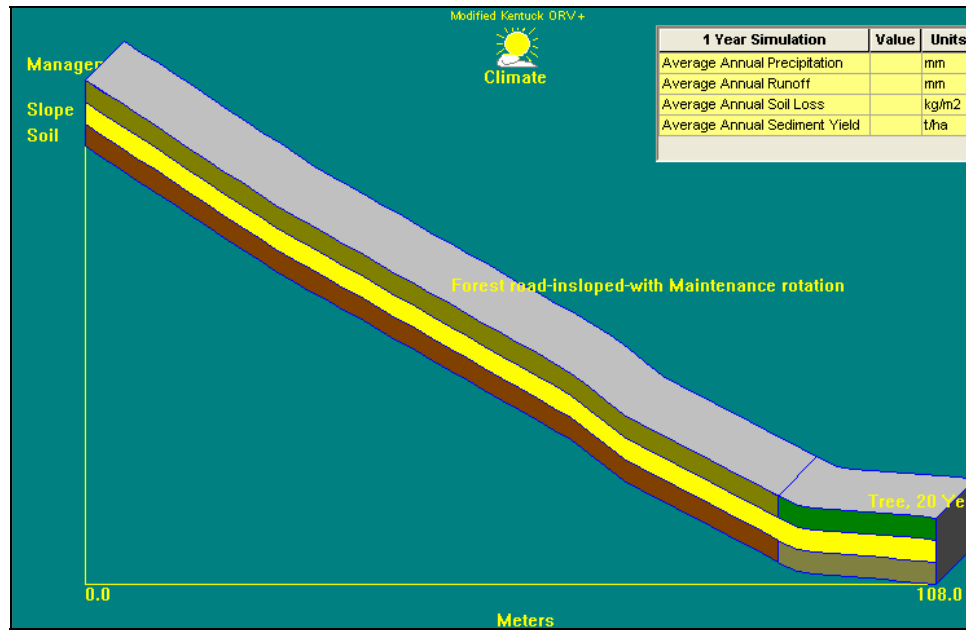 Modified Kentuck ORV+
Climate
1 Year Simulation Value Units
Average Annual Precipitation mm
Average Annual Runoff mm
Average Annual Soil Loss kg/m2
Average Annual Sediment Yield t/ha
Manager
Slope
Soil
Forest road-insloped-with Maintenance rotation
Tree, 20 Ye
0.0
108.0
Meters